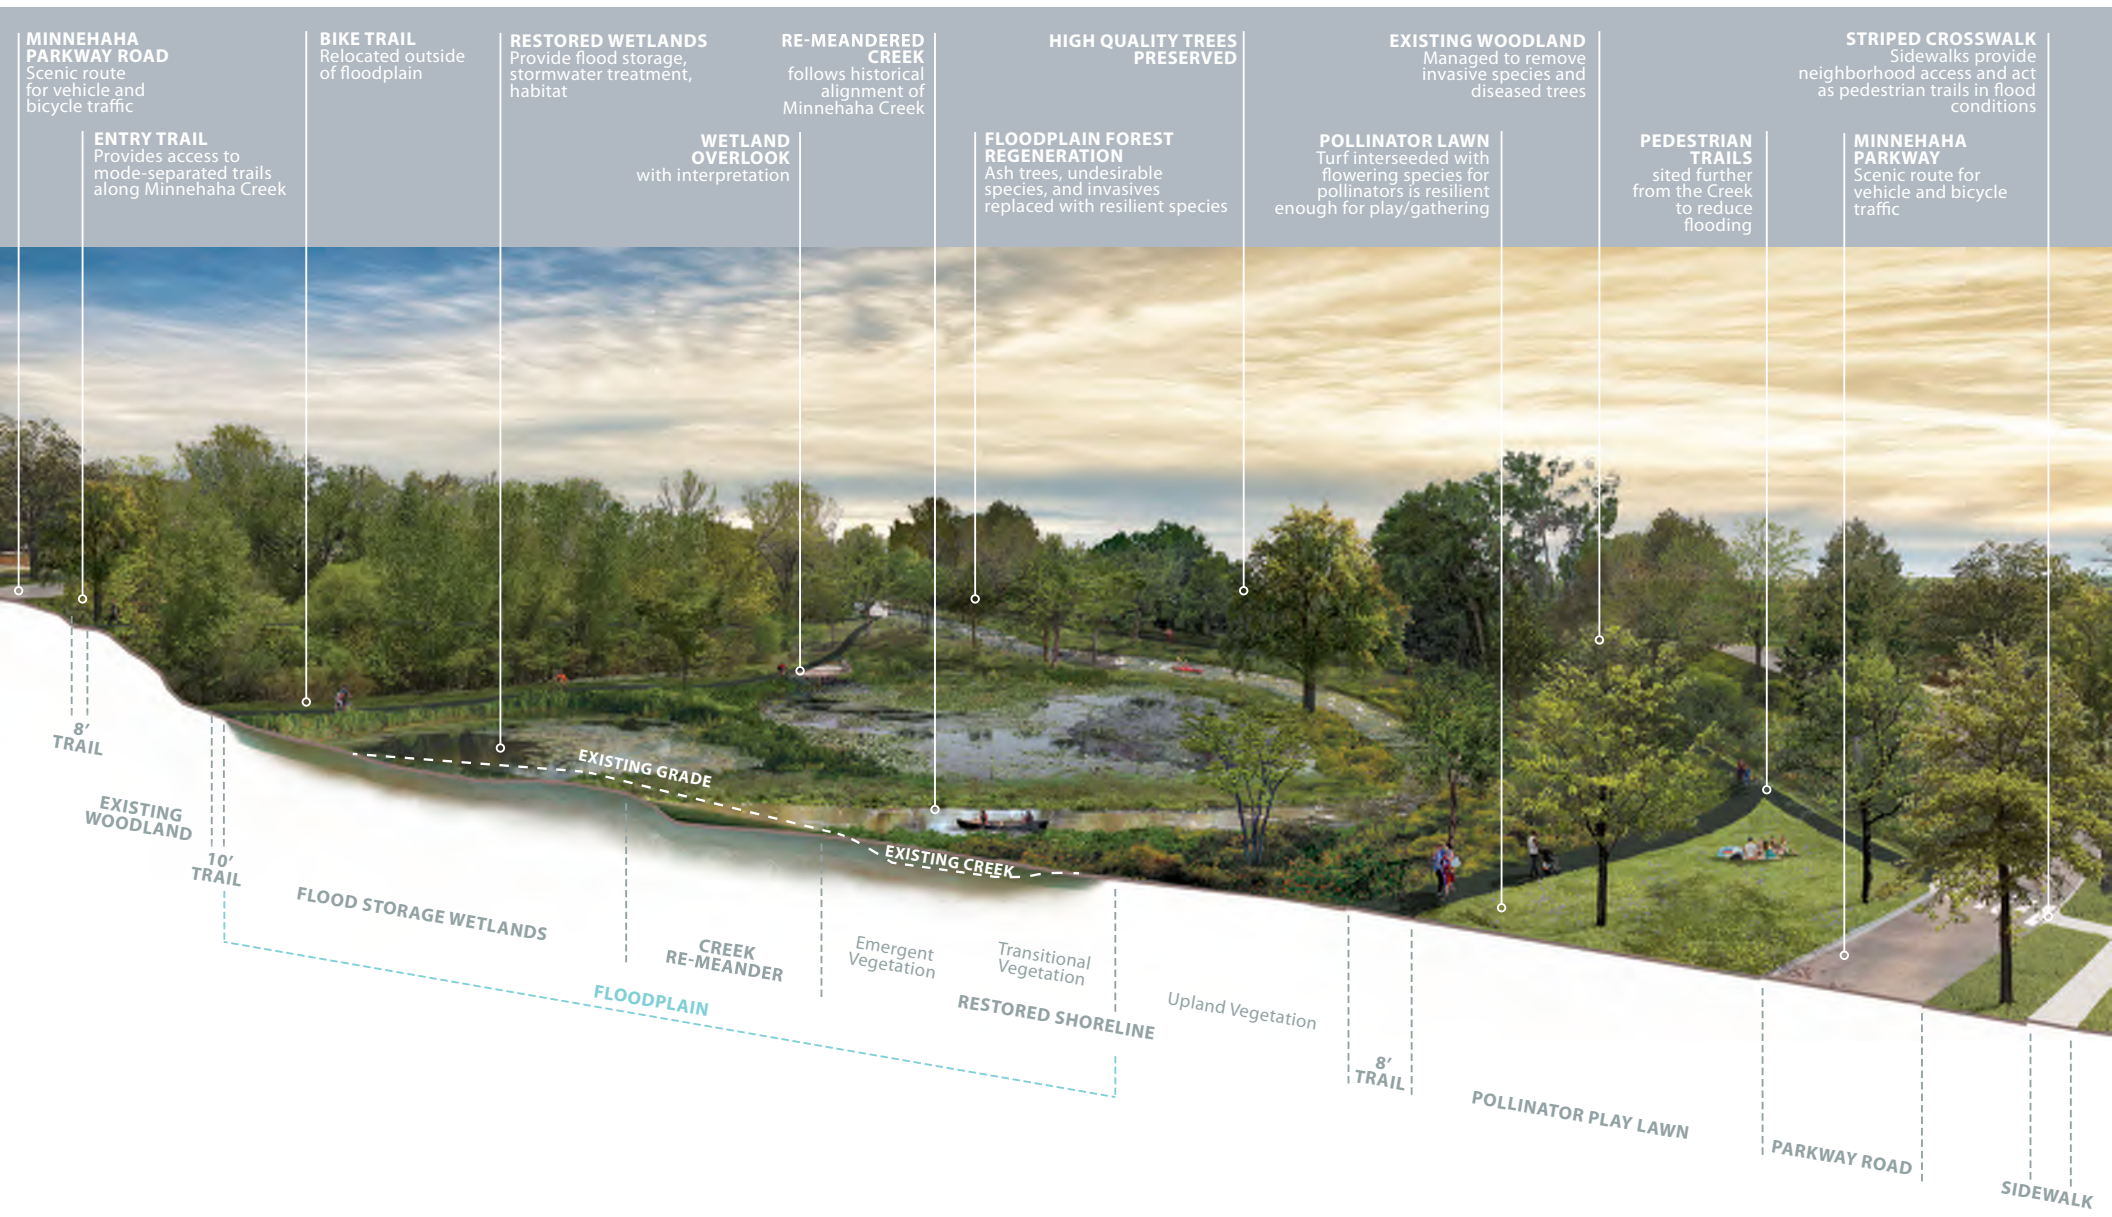 MINNEHAHA
PARKWAY ROAD
Scenic route
for vehicle and
bicycle traffic
ENTRY TRAIL
Provides access to
mode-separated trails
along Minnehaha Creek
BIKE TRAIL
Relocated outside
of floodplain
RESTORED WETLANDS
Provide flood storage,
stormwater treatment,
habitat
WETLAND
OVERLOOK
with interpretation
RE-MEANDERED
CREEK
follows historical
alignment of
Minnehaha Creek
FLOODPLAIN FOREST
REGENERATION
Ash trees, undesirable
species, and invasives
replaced with resilient species
HIGH QUALITY TREES
PRESERVED
POLLINATOR LAWN
Turf interseeded with
flowering species for
pollinators is resilient
enough for play/gathering
EXISTING WOODLAND
Managed to remove
invasive species and
diseased trees
PEDESTRIAN
TRAILS
sited further
from the Creek
to reduce
flooding
MINNEHAHA
PARKWAY
Scenic route for
vehicle and bicycle
traffic
STRIPED CROSSWALK
Sidewalks provide
neighborhood access and act
as pedestrian trails in flood
conditions
EXISTING GRADE
EXISTING CREEK
8’
TRAIL
EXISTING
WOODLAND
10’
TRAIL
FLOOD STORAGE WETLANDS
CREEK
RE-MEANDER
FLOODPLAIN
Emergent
Vegetation
Transitional
Vegetation
RESTORED SHORELINE
Upland Vegetation
8’
TRAIL
POLLINATOR PLAY LAWN
PARKWAY ROAD
SIDEWALK